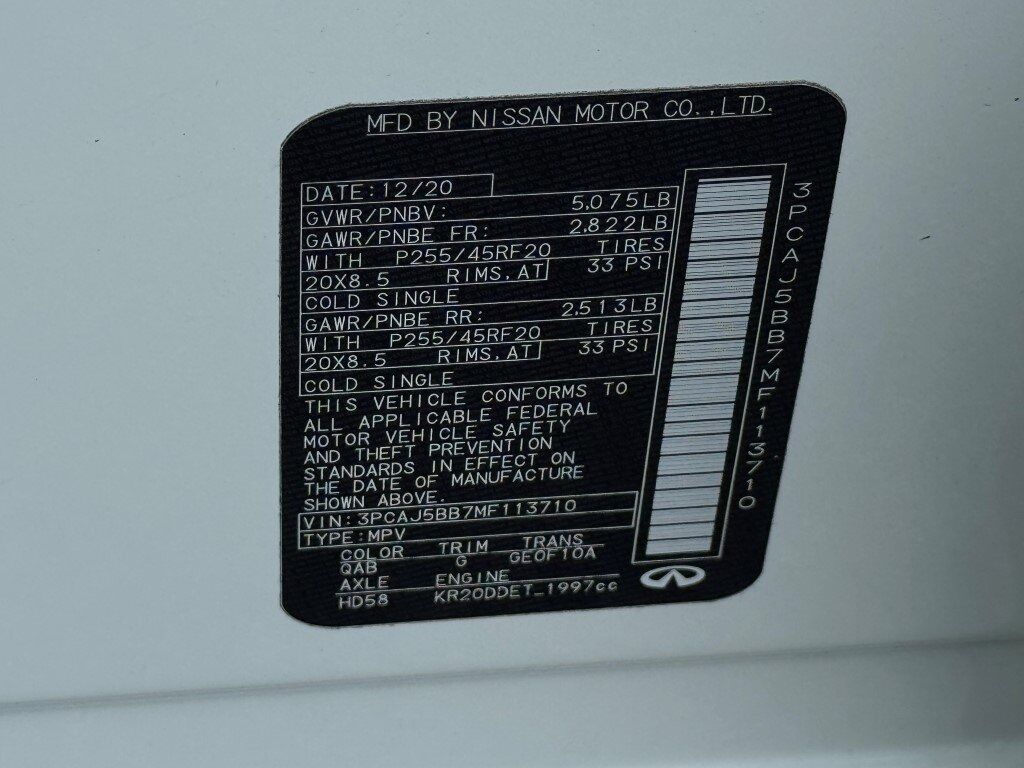 MFD BY NISSAN MOTOR CO.,LTD.
DATE:12/20
GVWR/PNBV: 5,075LB
GAWR/PNBE FR: 2,822LB
WITH P255/45RF20 TIRES
20X8.5 RIMS,AT 33 PSI
COLD SINGLE
GAWR/PNBE RR: 2,513LB
WITH P255/45RF20 TIRES
20X8.5 RIMS,AT 33 PSI
COLD SINGLE
THIS VEHICLE CONFORMS TO
ALL APPLICABLE FEDERAL
MOTOR VEHICLE SAFETY
AND THEFT PREVENTION
STANDARDS IN EFFECT ON
THE DATE OF MANUFACTURE
SHOWN ABOVE.
VIN:3PCAJ5BB7MF113710
TYPE:MPV
COLOR TRIM TRANS
QAB G GE0F10A
AXLE ENGINE
HD58 KR20DDET_1997cc
3PCAJ5BB7MF113710